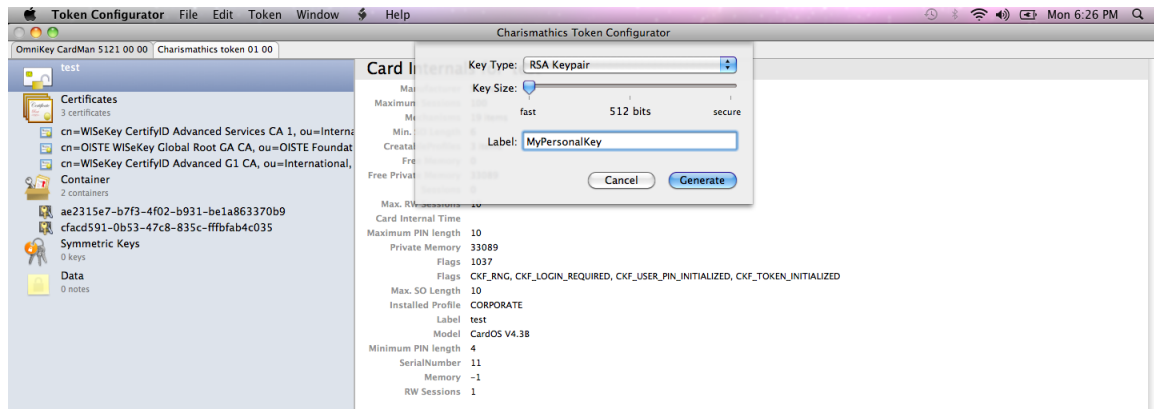 Token Configurator File Edit Token Window Help Mon 6:26 PM
Charismathics Token Configurator
OmniKey CardMan 5121 00 00 Charismathics token 01 00
test
Certificates
3 certificates
cn=WISeKey CertifyID Advanced Services CA 1, ou=Interna
cn=OISTE WISeKey Global Root GA CA, ou=OISTE Foundat
cn=WISeKey CertifyID Advanced G1 CA, ou=International,
Container
2 containers
ae2315e7-b7f3-4f02-b931-be1a863370b9
cfacd591-0b53-47c8-835c-fffbfab4c035
Symmetric Keys
0 keys
Data
0 notes
Card Internals for
Key Type: RSA Keypair
Key Size:
fast 512 bits secure
Label: MyPersonalKey
Cancel Generate
Maximum
Min.
Free Privat
Max. RW Sessions 10
Card Internal Time
Maximum PIN length 10
Private Memory 33089
Flags 1037
Flags CKF_RNG, CKF_LOGIN_REQUIRED, CKF_USER_PIN_INITIALIZED, CKF_TOKEN_INITIALIZED
Max. SO Length 10
Installed Profile CORPORATE
Label test
Model CardOS V4.3B
Minimum PIN length 4
SerialNumber 11
Memory -1
RW Sessions 1